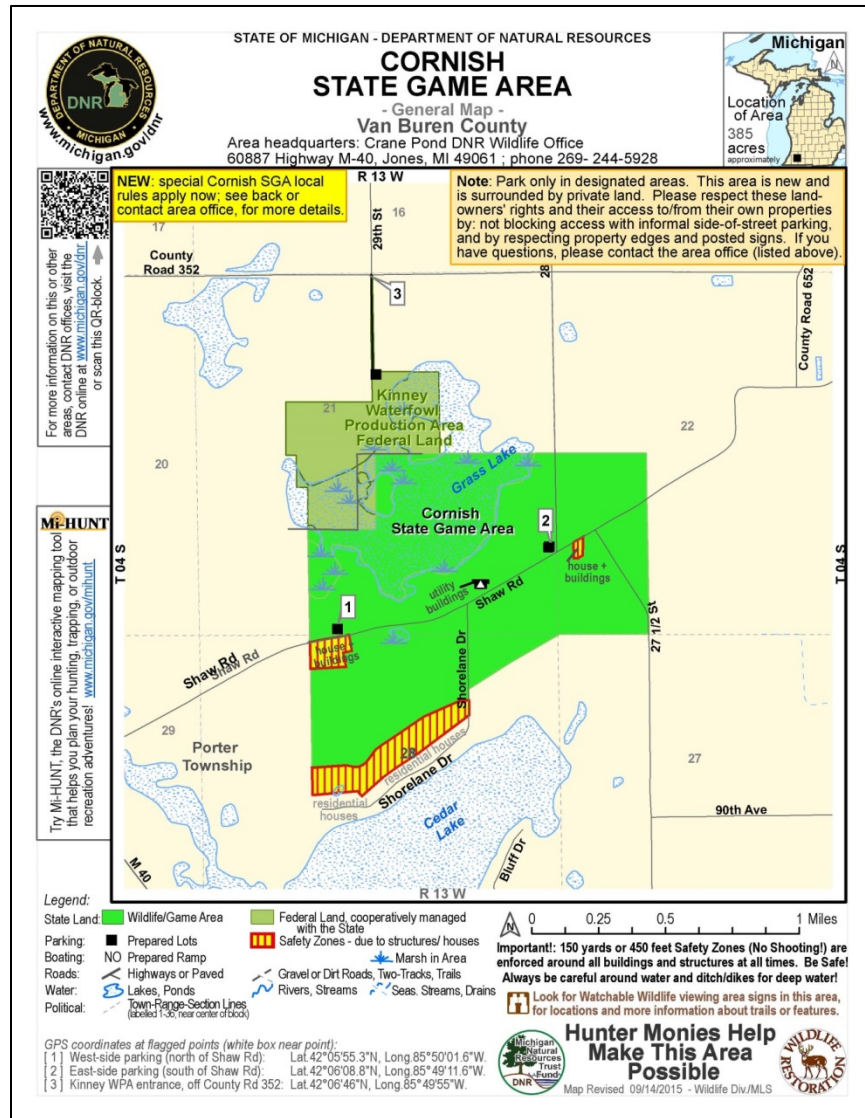 STATE OF MICHIGAN - DEPARTMENT OF NATURAL RESOURCES
CORNISH
STATE GAME AREA
- General Map -
Van Buren County
Area headquarters: Crane Pond DNR Wildlife Office
60887 Highway M-40, Jones, MI 49061 ; phone 269- 244-5928
DEPARTMENT OF NATURAL RESOURCES
DNR
MICHIGAN
www.michigan.gov/dnr
Michigan
N
Location
of Area
385
acres
approximately
For more information on this or other
areas, contact DNR offices, visit the
DNR online at www.michigan.gov/dnr
or scan this QR-block.
Mi-HUNT
Try Mi-HUNT, the DNR's online interactive mapping tool
that helps you plan your hunting, trapping, or outdoor
recreation adventures! www.michigan.gov/mihunt
NEW: special Cornish SGA local
rules apply now; see back or
contact area office, for more details.
R 13 W
Note: Park only in designated areas. This area is new and
is surrounded by private land. Please respect these land-
owners' rights and their access to/from their own properties
by: not blocking access with informal side-of-street parking,
and by respecting property edges and posted signs. If you
have questions, please contact the area office (listed above).
17
16
29th St
28
County
Road 352
3
County Road 652
Kinney
Waterfowl
Production Area
Federal Land
21
22
20
Grass Lake
Cornish
State Game Area
2
house +
buildings
utility
buildings
Shaw Rd
T 04 S
T 04 S
1
27 1/2 St
Shaw Rd
Shaw Rd
house +
buildings
Shorelane Dr
29
28
residential houses
27
Porter
Township
residential
houses
Shorelane Dr
Cedar
Lake
90th Ave
Bluff Dr
M 40
R 13 W
Legend:
State Land: Wildlife/Game Area
Federal Land, cooperatively managed
with the State
Parking: Prepared Lots
Safety Zones - due to structures/ houses
Boating: NO Prepared Ramp
Marsh in Area
Roads: Highways or Paved
Gravel or Dirt Roads, Two-Tracks, Trails
Water: Lakes, Ponds
Rivers, Streams
Seas. Streams, Drains
Political: Town-Range-Section Lines
(labelled 1-36, near center of block)
N
0 0.25 0.5 1 Miles
Important!: 150 yards or 450 feet Safety Zones (No Shooting!) are
enforced around all buildings and structures at all times. Be Safe!
Always be careful around water and ditch/dikes for deep water!
Look for Watchable Wildlife viewing area signs in this area,
for locations and more information about trails or features.
GPS coordinates at flagged points (white box near point):
[ 1 ] West-side parking (north of Shaw Rd): Lat.42°05'55.3"N, Long.85°50'01.6"W.
[ 2 ] East-side parking (south of Shaw Rd): Lat.42°06'08.8"N, Long.85°49'11.6"W.
[ 3 ] Kinney WPA entrance, off County Rd 352: Lat.42°06'46"N, Long.85°49'55"W.
Michigan
Natural
Resources
Trust
Fund
DNR
Hunter Monies Help
Make This Area
Possible
Map Revised 09/14/2015 - Wildlife Div./MLS
WILDLIFE
RESTORATION